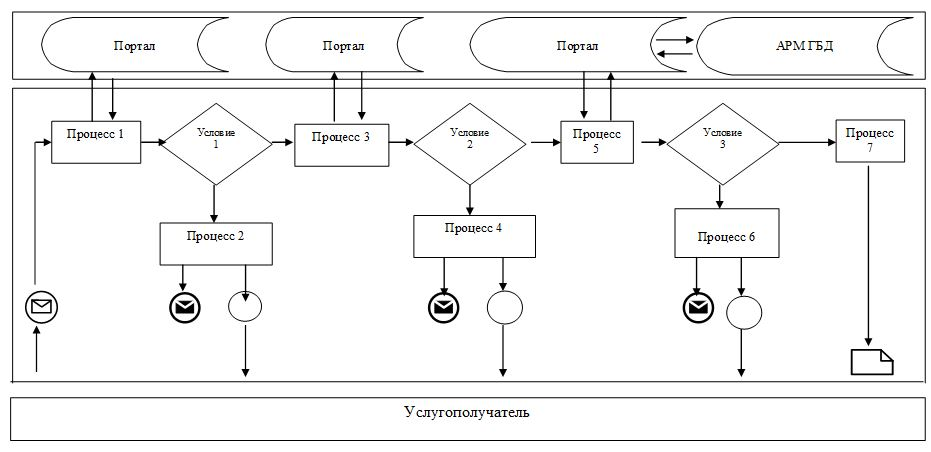 Портал
Портал
Портал
АРМ ГБД
Процесс 1
Условие
1
Процесс 3
Условие
2
Процесс
5
Условие
3
Процесс
7
Процесс 2
Процесс 4
Процесс 6
Услугополучатель